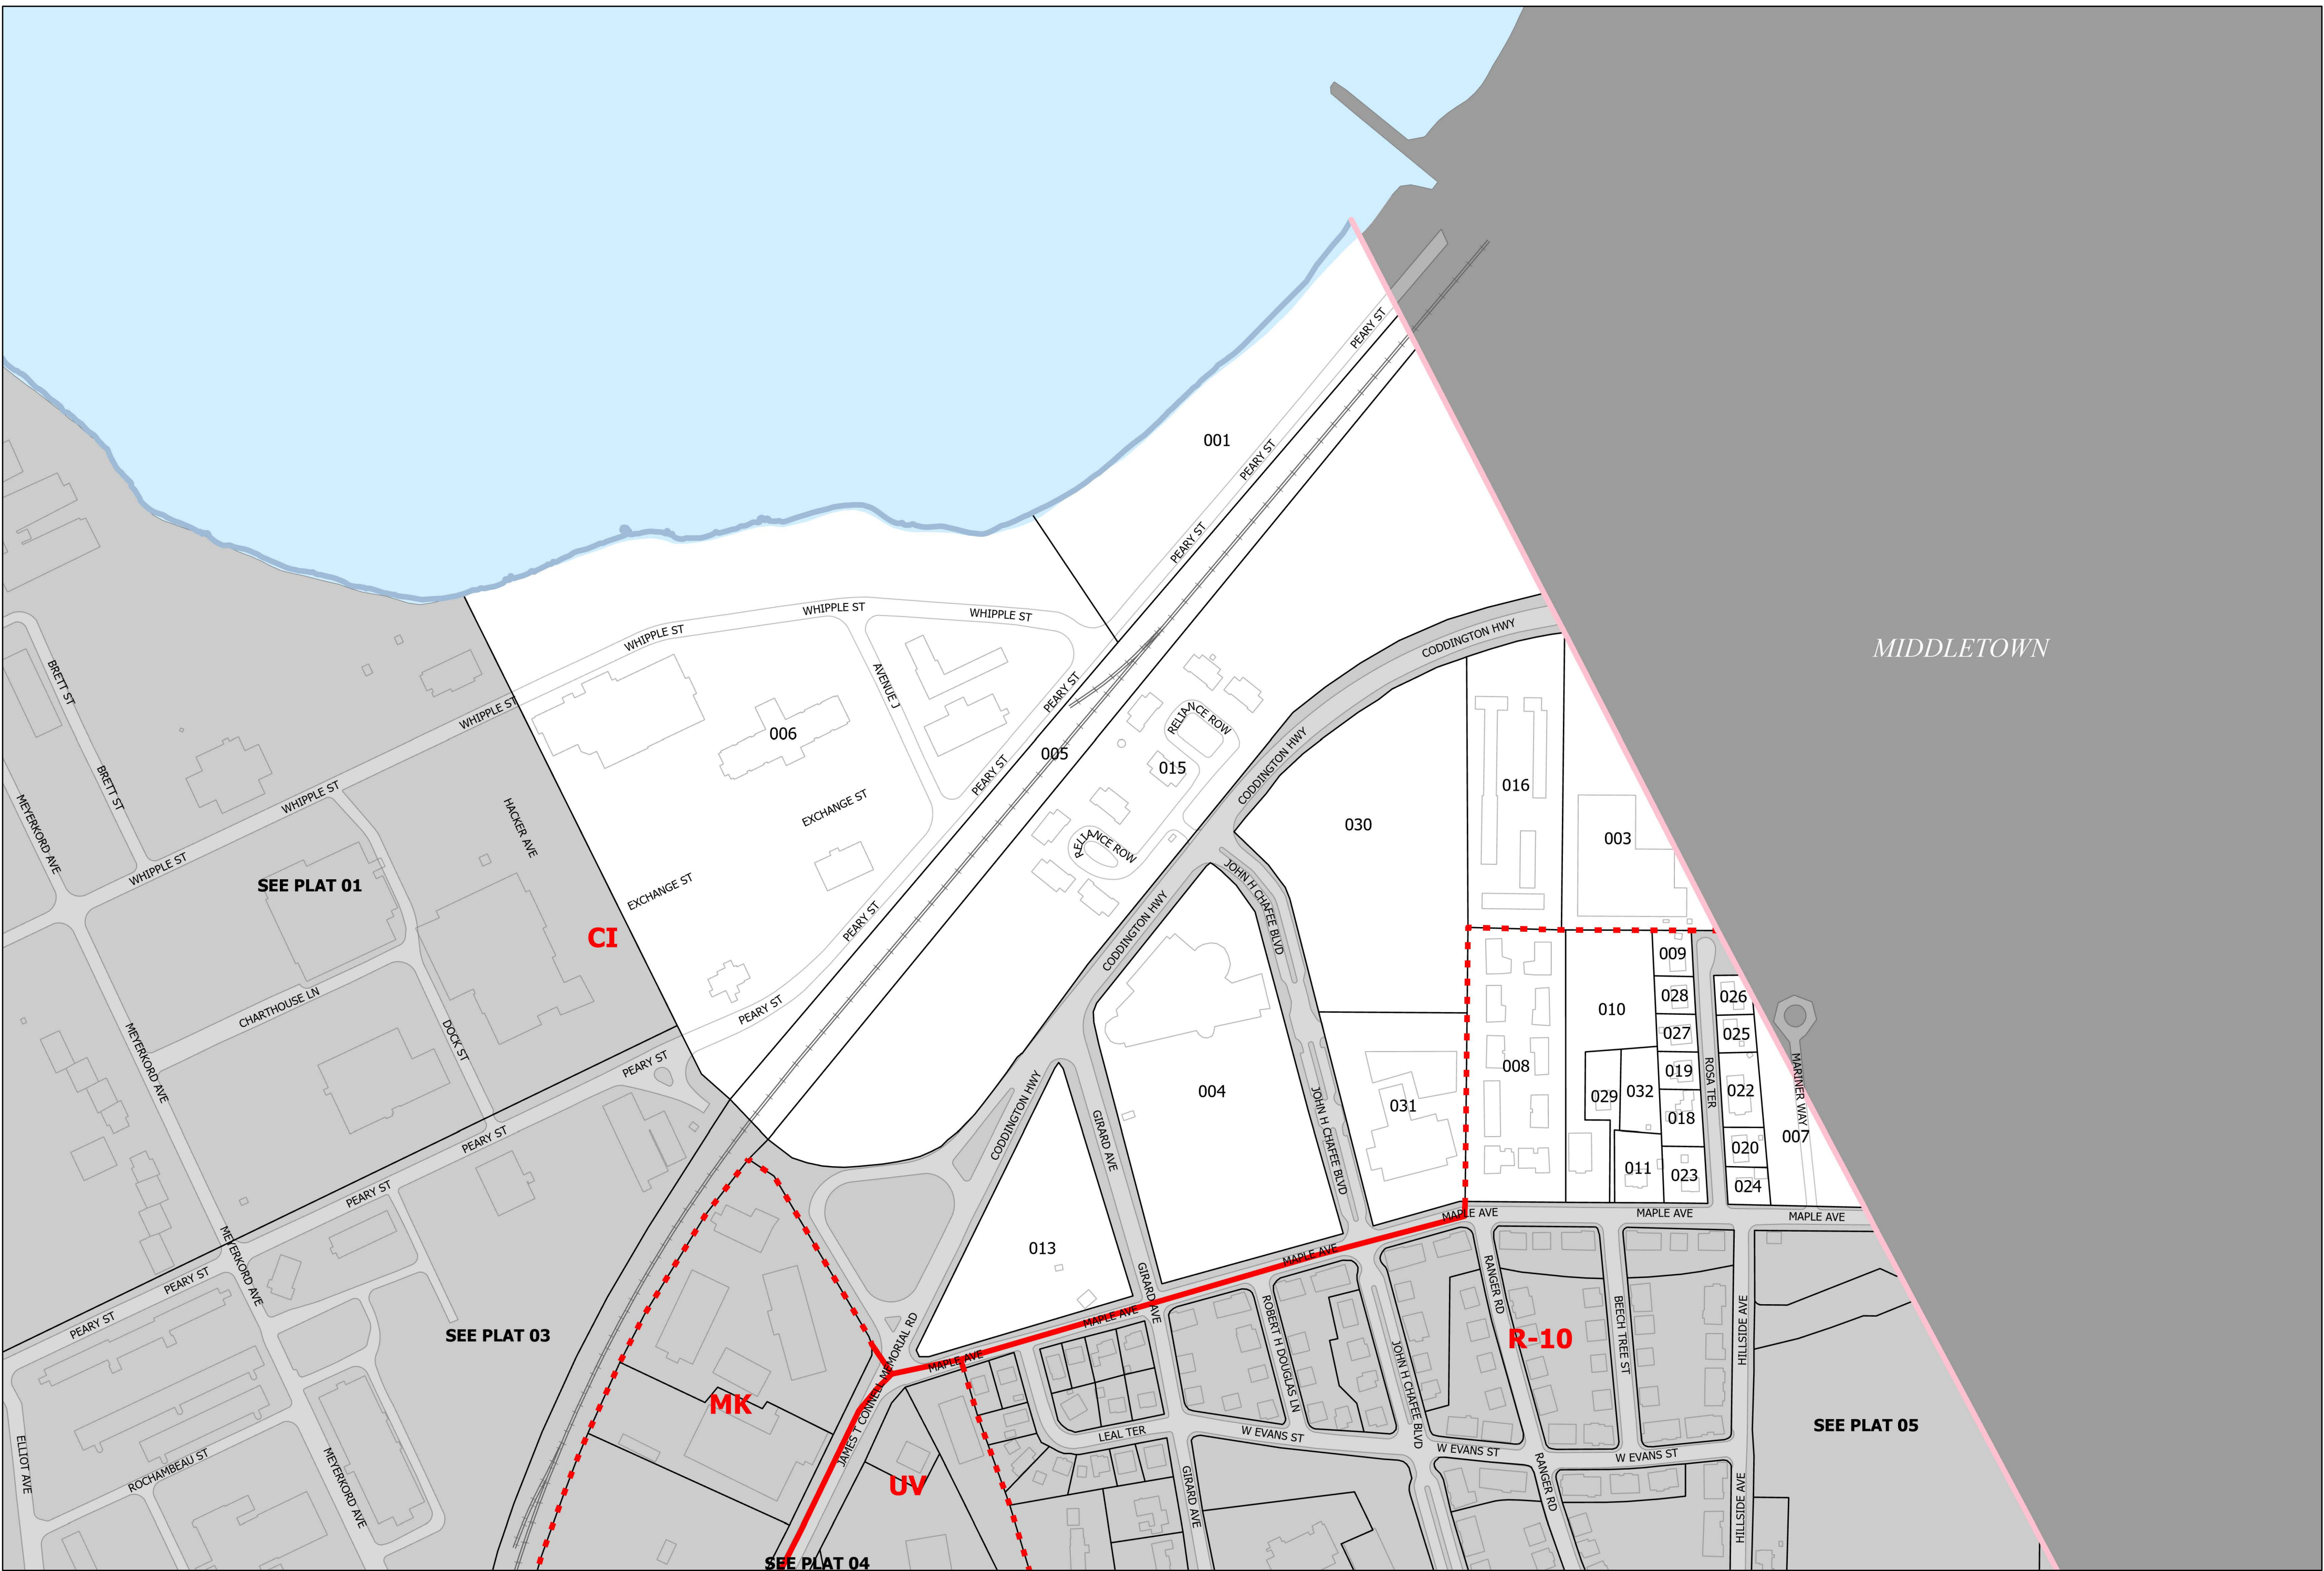 001
PEARY ST
PEARY ST
PEARY ST
WHIPPLE ST
WHIPPLE ST
WHIPPLE ST
WHIPPLE ST
WHIPPLE ST
WHIPPLE ST
CODDINGTON HWY
MIDDLETOWN
BRETT ST
BRETT ST
AVENUE J
PEARY ST
RELIANCE ROW
006
005
015
CODDINGTON HWY
PEARY ST
016
EXCHANGE ST
030
003
MEYERKORD AVE
HACKER AVE
RELIANCE ROW
SEE PLAT 01
EXCHANGE ST
JOHN H CHAFEE BLVD
PEARY ST
CODDINGTON HWY
CI
009
028
026
010
CHARTHOUSE LN
PEARY ST
027
025
DOCK ST
MEYERKORD AVE
PEARY ST
008
019
ROSA TER
022
MARINER WAY
004
029
032
031
JOHN H CHAFEE BLVD
CODDINGTON HWY
GIRARD AVE
018
007
020
PEARY ST
011
023
024
PEARY ST
MAPLE AVE
MAPLE AVE
MAPLE AVE
013
MAPLE AVE
MEYERKORD AVE
PEARY ST
GIRARD AVE
RANGER RD
PEARY ST
MAPLE AVE
SEE PLAT 03
R-10
BEECH TREE ST
HILLSIDE AVE
ROBERT H DOUGLAS LN
MAPLE AVE
JAMES T CONNELL MEMORIAL RD
JOHN H CHAFEE BLVD
MK
SEE PLAT 05
LEAL TER
W EVANS ST
W EVANS ST
W EVANS ST
ELLIOT AVE
ROCHAMBEAU ST
MEYERKORD AVE
UV
GIRARD AVE
RANGER RD
HILLSIDE AVE
SEE PLAT 04